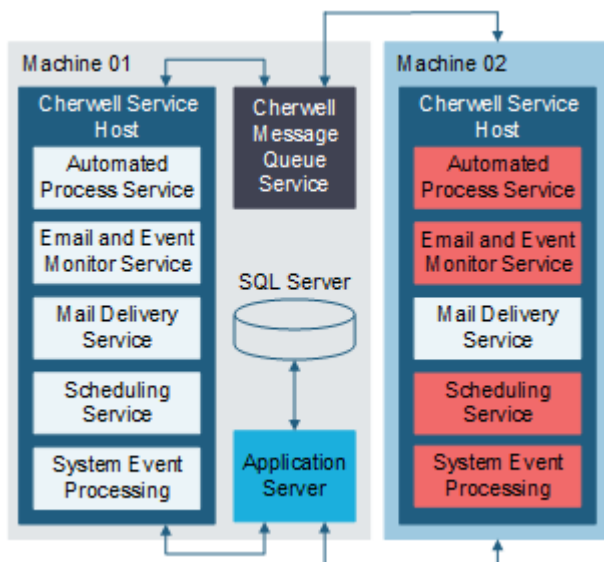 Machine 01
Cherwell Service
Host
Automated
Process Service
Email and Event
Monitor Service
Mail Delivery
Service
Scheduling
Service
System Event
Processing
Cherwell
Message
Queue
Service
SQL Server
Application
Server
Machine 02
Cherwell Service
Host
Automated
Process Service
Email and Event
Monitor Service
Mail Delivery
Service
Scheduling
Service
System Event
Processing